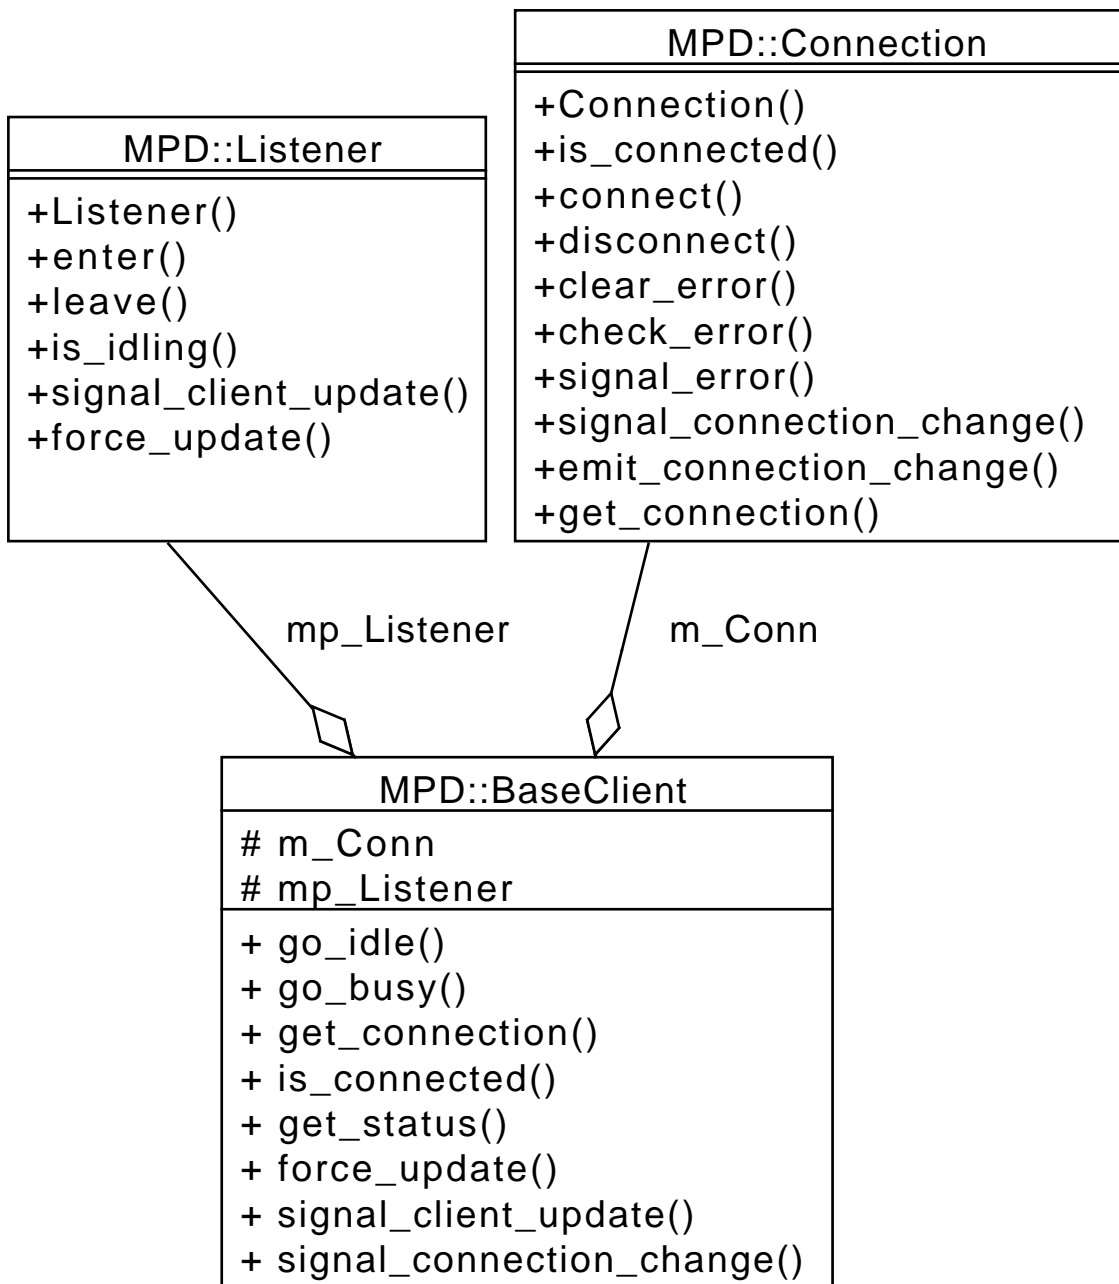 MPD::Connection
+Connection()
+is_connected()
+connect()
+disconnect()
+clear_error()
+check_error()
+signal_error()
+signal_connection_change()
+emit_connection_change()
+get_connection()
MPD::Listener
+Listener()
+enter()
+leave()
+is_idling()
+signal_client_update()
+force_update()
mp_Listener
m_Conn
MPD::BaseClient
# m_Conn
# mp_Listener
+ go_idle()
+ go_busy()
+ get_connection()
+ is_connected()
+ get_status()
+ force_update()
+ signal_client_update()
+ signal_connection_change()